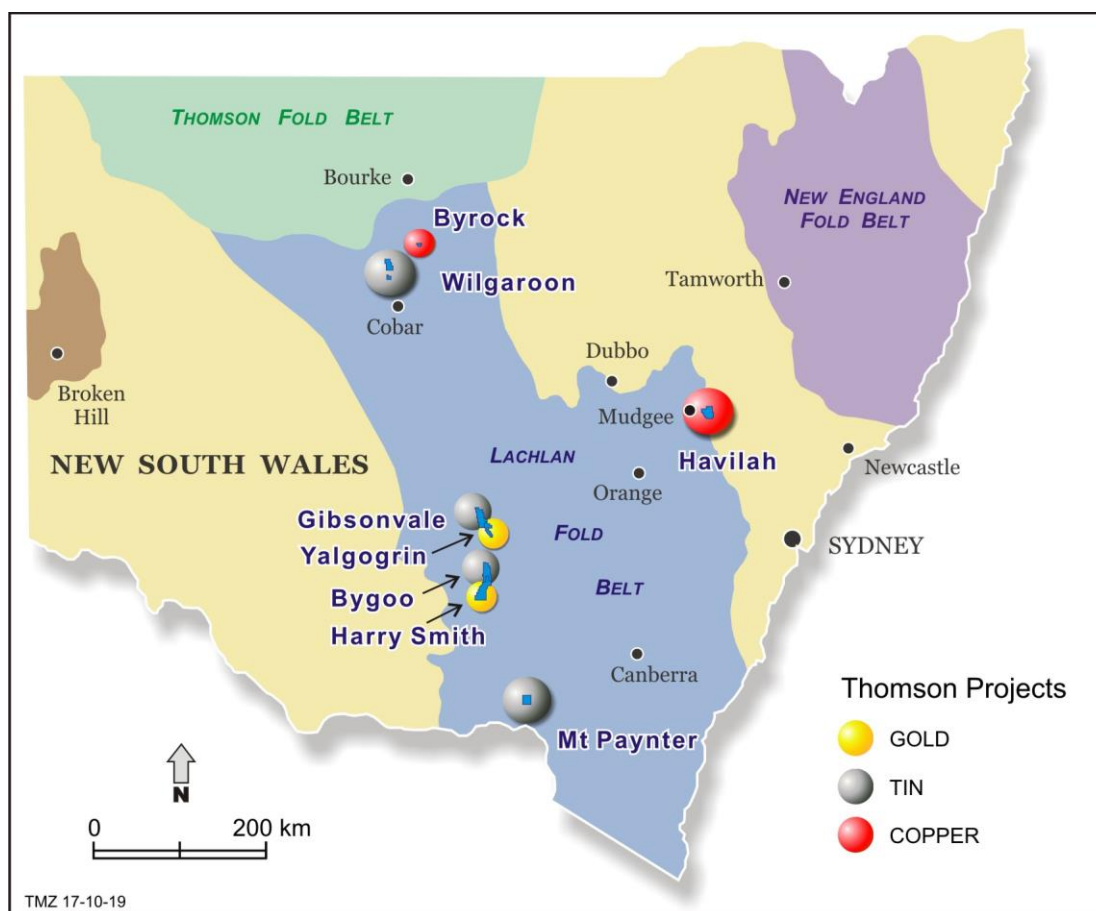 THOMSON FOLD BELT
Bourke
Byrock
Wilgaroon
Cobar
NEW ENGLAND
FOLD BELT
Tamworth
Broken
Hill
Dubbo
Mudgee
Havilah
Newcastle
NEW SOUTH WALES
LACHLAN
Orange
Gibsonvale
Yalgogrin
FOLD
SYDNEY
Bygoo
BELT
Harry Smith
Canberra
Mt Paynter
Thomson Projects
GOLD
TIN
COPPER
N
0 200 km
TMZ 17-10-19